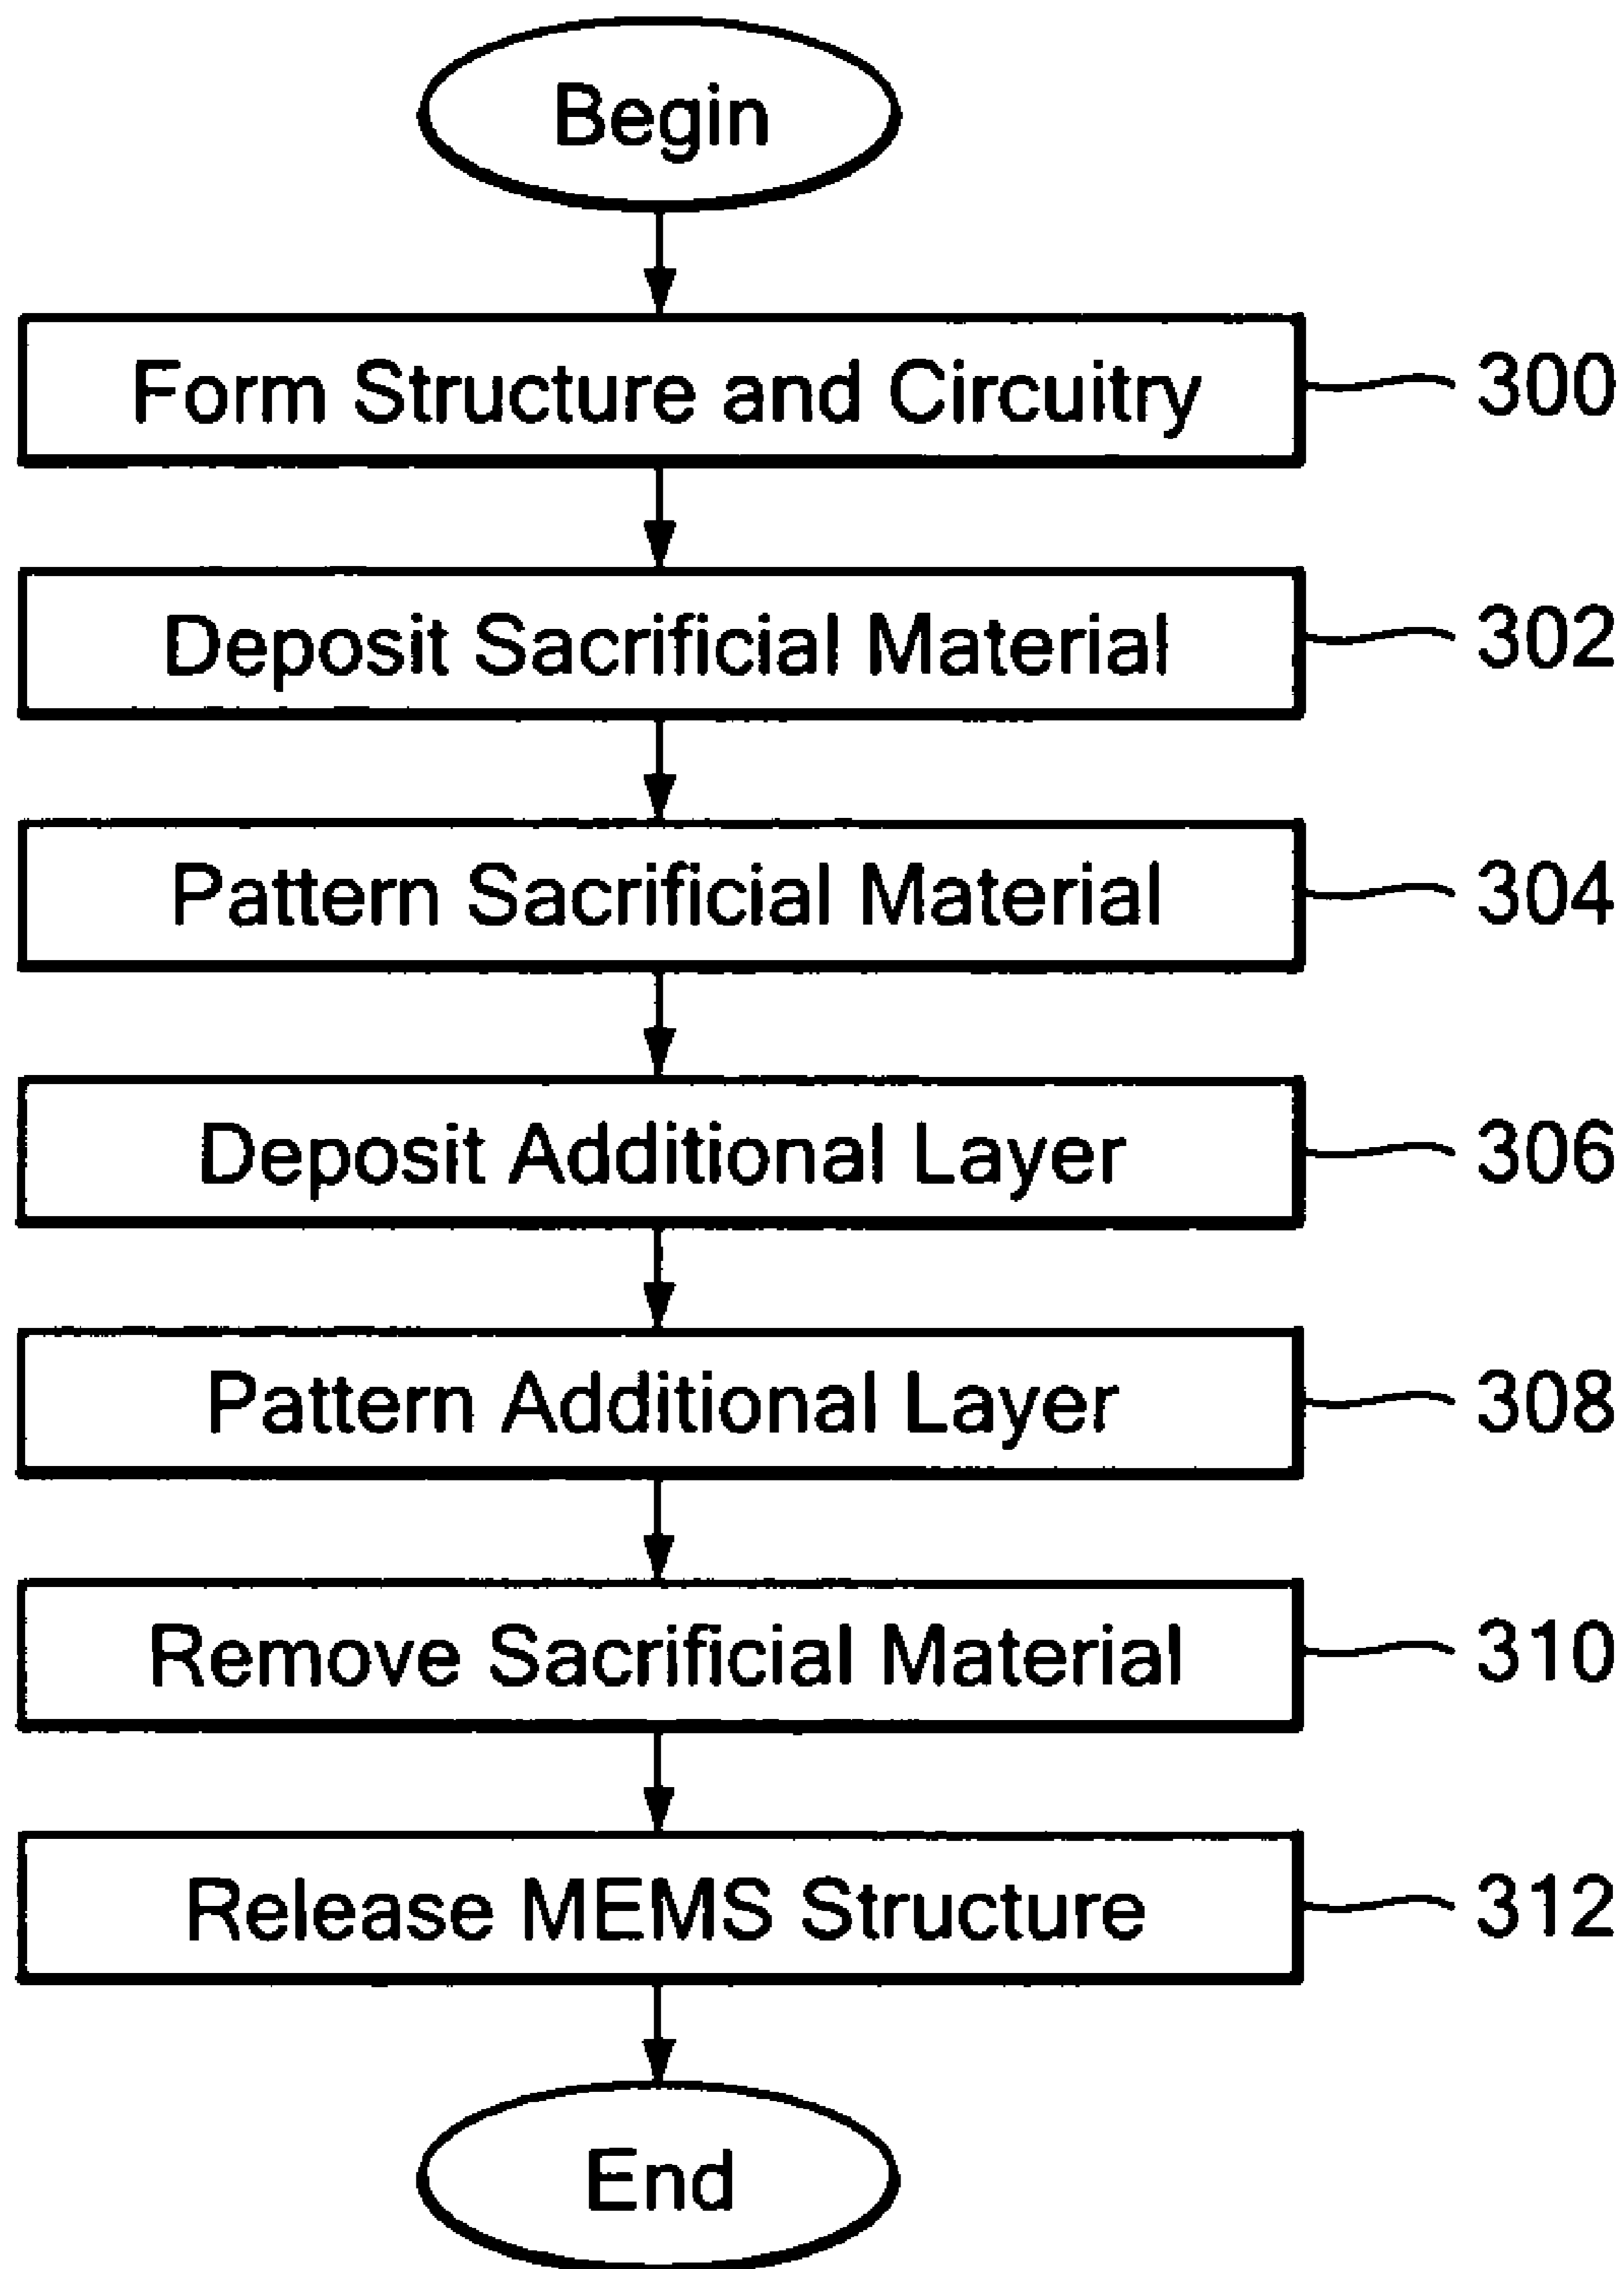 Begin
Form Structure and Circuitry 300
Deposit Sacrificial Material 302
Pattern Sacrificial Material 304
Deposit Additional Layer 306
Pattern Additional Layer 308
Remove Sacrificial Material 310
Release MEMS Structure 312
End